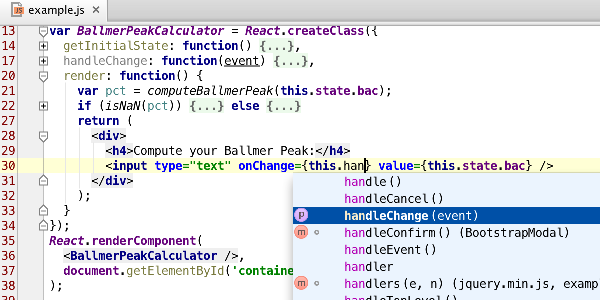 example.js
13 var BallmerPeakCalculator = React.createClass({
14 getInitialState: function() {...},
17 handleChange: function(event) {...},
20 render: function() {
21 var pct = computeBallmerPeak(this.state.bac);
22 if (isNaN(pct)) {...} else {...}
27 return (
28 <div>
29 <h4>Compute your Ballmer Peak:</h4>
30 <input type="text" onChange={this.han} value={this.state.bac} />
31 </div>
32 );
33 }
34 });
35 React.renderComponent(
36 <BallmerPeakCalculator />,
37 document.getElementById('containe
38 );
handle()
handleCancel()
p handleChange(event)
m handleConfirm() (BootstrapModal)
handleEvent()
handler
m handlers(e, n) (jquery.min.js, examp